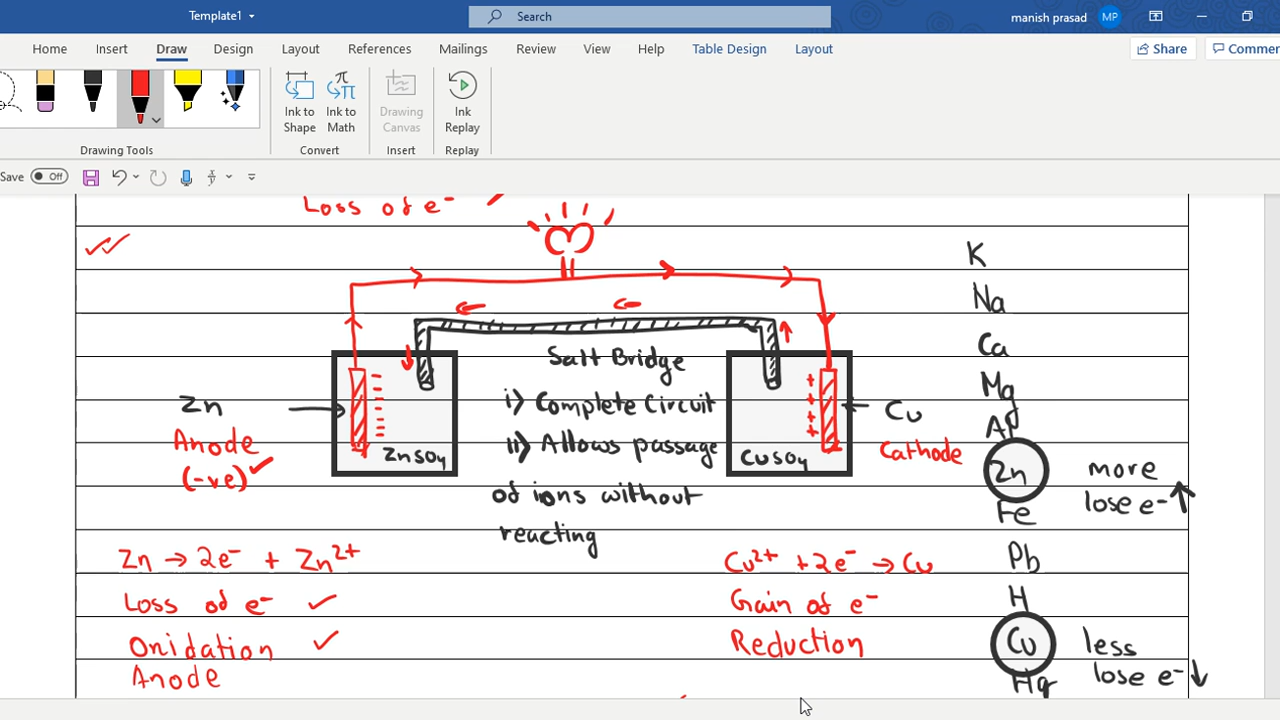 Template1
Search
manish prasad MP
Home Insert Draw Design Layout References Mailings Review View Help Table Design Layout Share Commer
Ink to Shape
Ink to Math
Drawing Canvas
Ink Replay
Drawing Tools Convert Insert Replay
Save Off
Loss of e-
K
Na
Ca
Mg
Al
Zn
more
lose e- ↑
Fe
Pb
H
Cu
less
lose e- ↓
Hg
Salt Bridge
i) Complete Circuit
ii) Allows passage
of ions without
reacting
Zn
Anode
(-ve)
ZnSO4
CuSO4
Cu
Cathode
Zn → 2e- + Zn2+
Loss of e-
Onidation
Anode
Cu2+ + 2e- → Cu
Gain of e-
Reduction